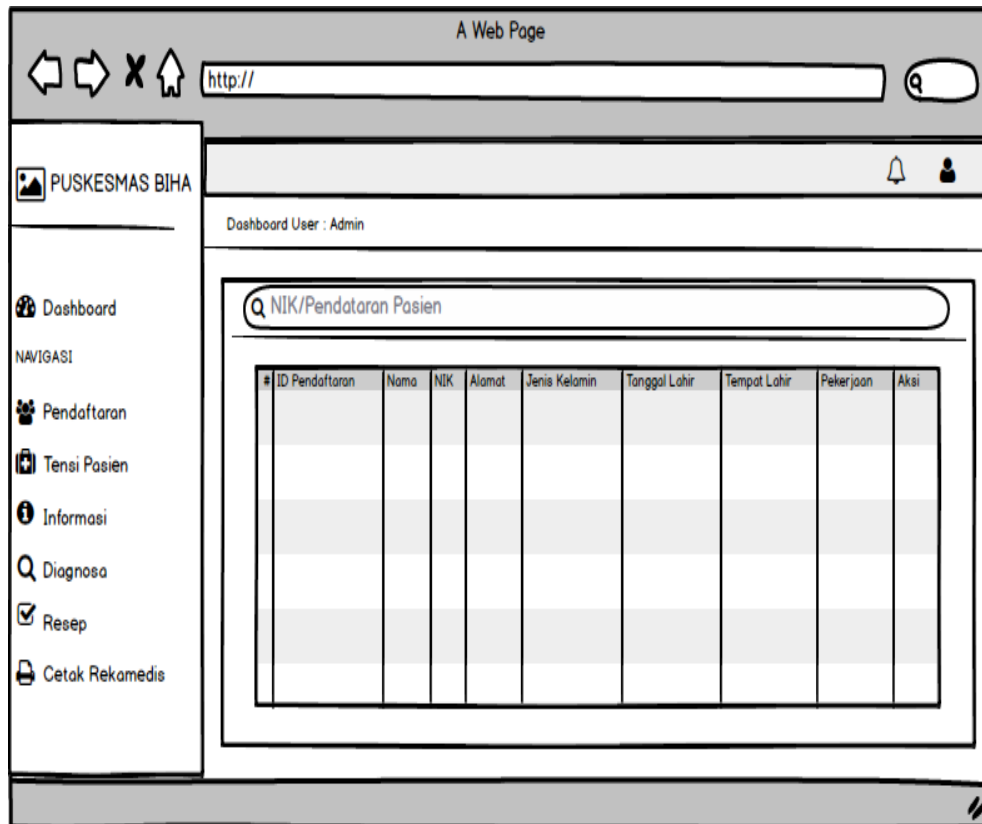 A Web Page
http://
PUSKESMAS BIHA
Dashboard User : Admin
Dashboard
NAVIGASI
Pendaftaran
Tensi Pasien
Informasi
Diagnosa
Resep
Cetak Rekamedis
NIK/Pendataran Pasien
# ID Pendaftaran Nama NIK Alamat Jenis Kelamin Tanggal Lahir Tempat Lahir Pekerjaan Aksi